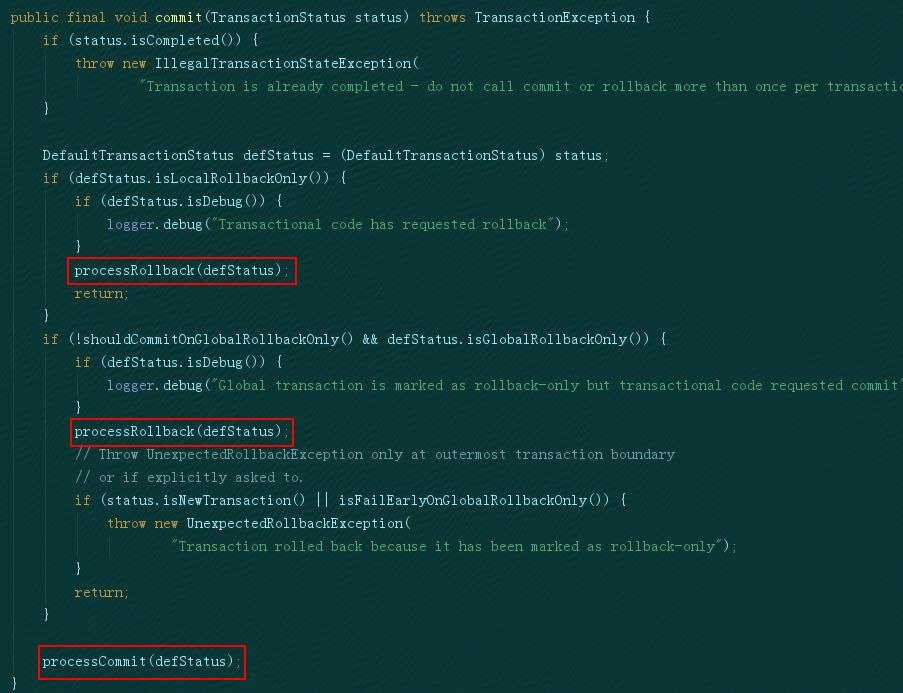 public final void commit(TransactionStatus status) throws TransactionException {
    if (status.isCompleted()) {
        throw new IllegalTransactionStateException(
                "Transaction is already completed - do not call commit or rollback more than once per
    }

    DefaultTransactionStatus defStatus = (DefaultTransactionStatus) status;
    if (defStatus.isLocalRollbackOnly()) {
        if (defStatus.isDebug()) {
            logger.debug("Transactional code has requested rollback");
        }
        processRollback(defStatus);
        return;
    }
    if (!shouldCommitOnGlobalRollbackOnly() && defStatus.isGlobalRollbackOnly()) {
        if (defStatus.isDebug()) {
            logger.debug("Global transaction is marked as rollback-only but transactional code requested commit"
        }
        processRollback(defStatus);
        // Throw UnexpectedRollbackException only at outermost transaction boundary
        // or if explicitly asked to.
        if (status.isNewTransaction() || isFailEarlyOnGlobalRollbackOnly()) {
            throw new UnexpectedRollbackException(
                    "Transaction rolled back because it has been marked as rollback-only");
        }
        return;
    }

    processCommit(defStatus);
}